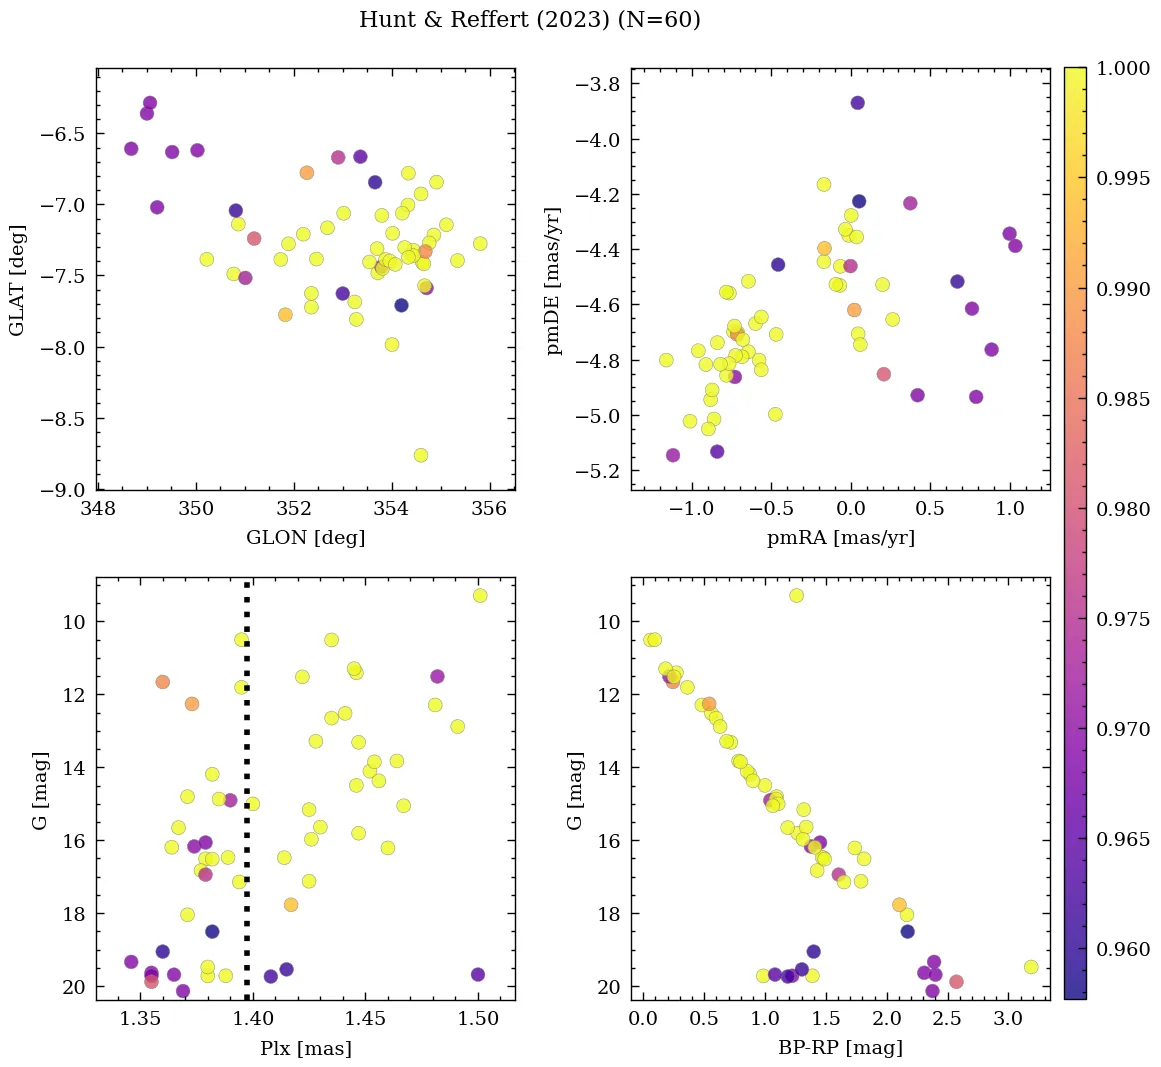 Hunt & Reffert (2023) (N=60)
−6.5
−7.0
−7.5
−8.0
−8.5
−9.0
GLAT [deg]
348 350 352 354 356
GLON [deg]
−3.8
−4.0
−4.2
−4.4
−4.6
−4.8
−5.0
−5.2
pmDE [mas/yr]
−1.0 −0.5 0.0 0.5 1.0
pmRA [mas/yr]
10
12
14
16
18
20
G [mag]
1.35 1.40 1.45 1.50
Plx [mas]
10
12
14
16
18
20
G [mag]
0.0 0.5 1.0 1.5 2.0 2.5 3.0
BP-RP [mag]
1.000
0.995
0.990
0.985
0.980
0.975
0.970
0.965
0.960